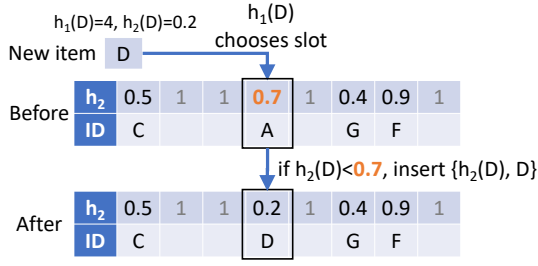 h₁(D)=4, h₂(D)=0.2
h₁(D)
chooses slot
New item D
Before
h₂ 0.5 1 1 0.7 1 0.4 0.9 1
ID C A G F
if h₂(D)<0.7, insert {h₂(D), D}
After
h₂ 0.5 1 1 0.2 1 0.4 0.9 1
ID C D G F